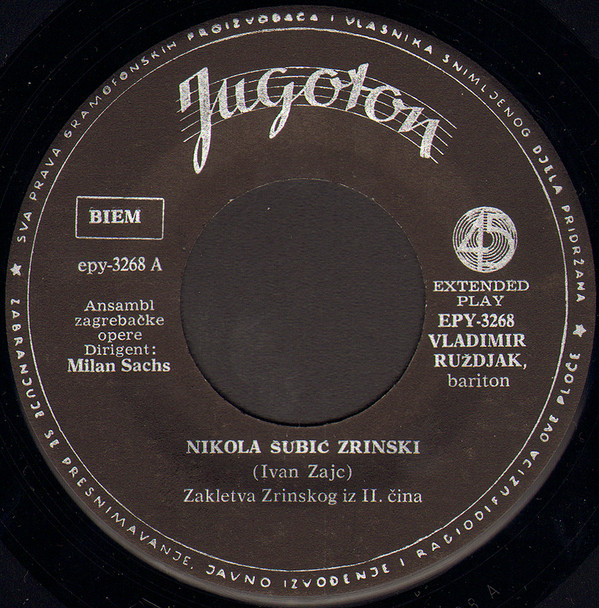 SVA PRAVA GRAMOFONSKIH PROIZVOĐAČA I VLASNIKA SNIMLJENOG DJELA PRIDRŽANA ★
Jugoton
BIEM
epy-3268 A
Ansambl
zagrebačke
opere
Dirigent:
Milan Sachs
45
EXTENDED
PLAY
EPY-3268
VLADIMIR
RUŽDJAK,
bariton
NIKOLA ŠUBIĆ ZRINSKI
(Ivan Zajc)
Zakletva Zrinskog iz II. čina
★ ZABRANJUJE SE PRESNIMAVANJE, JAVNO IZVOĐENJE I RADIODIFUZIJA OVE PLOČE